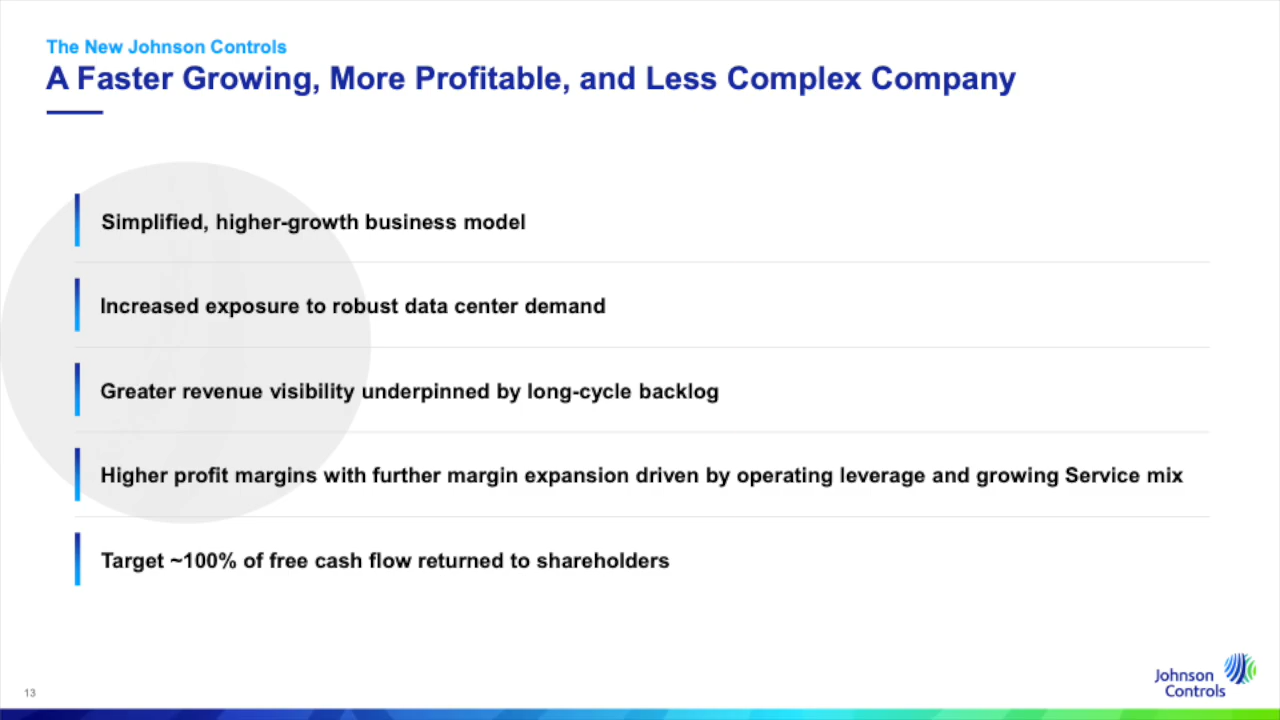 The New Johnson Controls
A Faster Growing, More Profitable, and Less Complex Company
Simplified, higher-growth business model
Increased exposure to robust data center demand
Greater revenue visibility underpinned by long-cycle backlog
Higher profit margins with further margin expansion driven by operating leverage and growing Service mix
Target ~100% of free cash flow returned to shareholders
13
Johnson
Controls